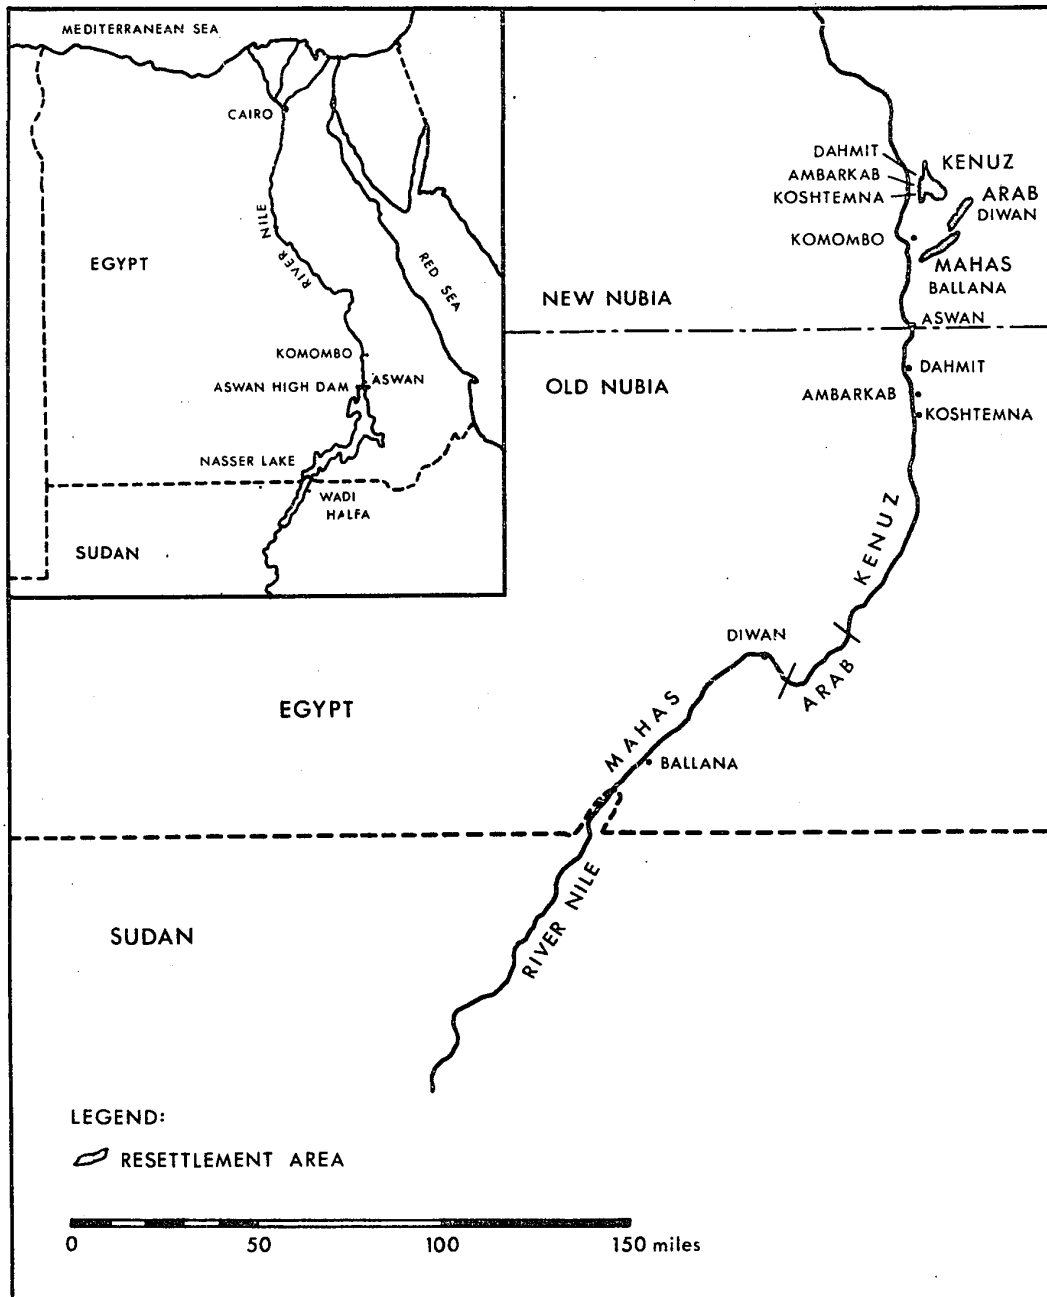 MEDITERRANEAN SEA
CAIRO
RIVER NILE
EGYPT
RED SEA
KOMOMBO
ASWAN HIGH DAM
ASWAN
NASSER LAKE
WADI
HALFA
SUDAN
DAHMIT
KENUZ
AMBARKAB
KOSHTEMNA
ARAB
DIWAN
KOMOMBO
MAHAS
BALLANA
NEW NUBIA
ASWAN
OLD NUBIA
DAHMIT
AMBARKAB
KOSHTEMNA
KENUZ
DIWAN
ARAB
EGYPT
MAHAS
BALLANA
RIVER NILE
SUDAN
LEGEND:
RESETTLEMENT AREA
0 50 100 150 miles